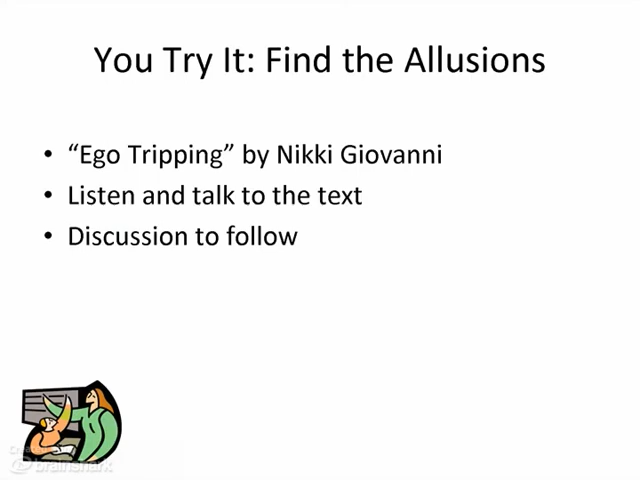 You Try It: Find the Allusions
• “Ego Tripping” by Nikki Giovanni
• Listen and talk to the text
• Discussion to follow
brainshark